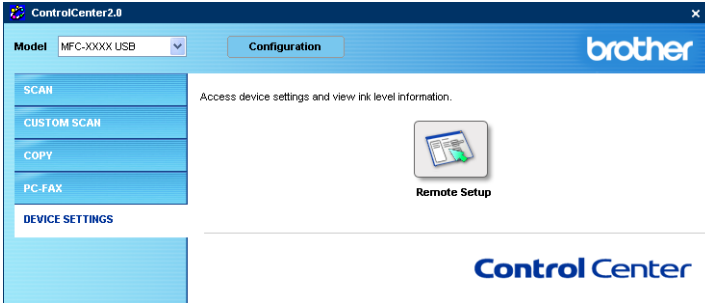 ControlCenter2.0
Model MFC-XXXX USB Configuration brother
SCAN
Access device settings and view ink level information.
CUSTOM SCAN
COPY
PC-FAX
Remote Setup
DEVICE SETTINGS
Control Center